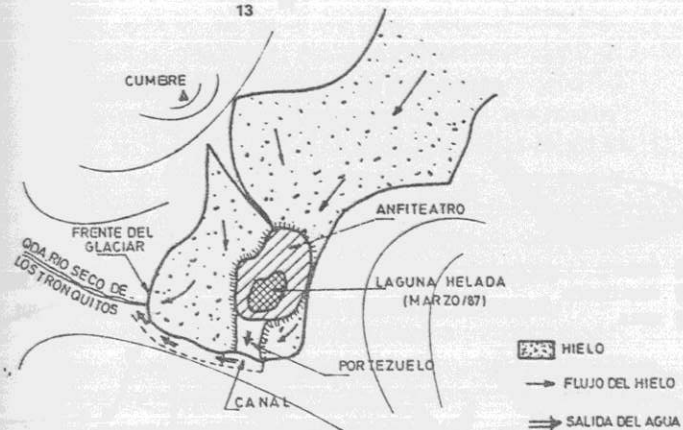 13
CUMBRE
ANFITEATRO
FRENTE DEL
GLACIAR
QDA.RIO SECO DE
LOS TRONQUITOS
LAGUNA HELADA
(MARZO/87)
HIELO
PORTEZUELO
FLUJO DEL HIELO
CANAL
SALIDA DEL AGUA